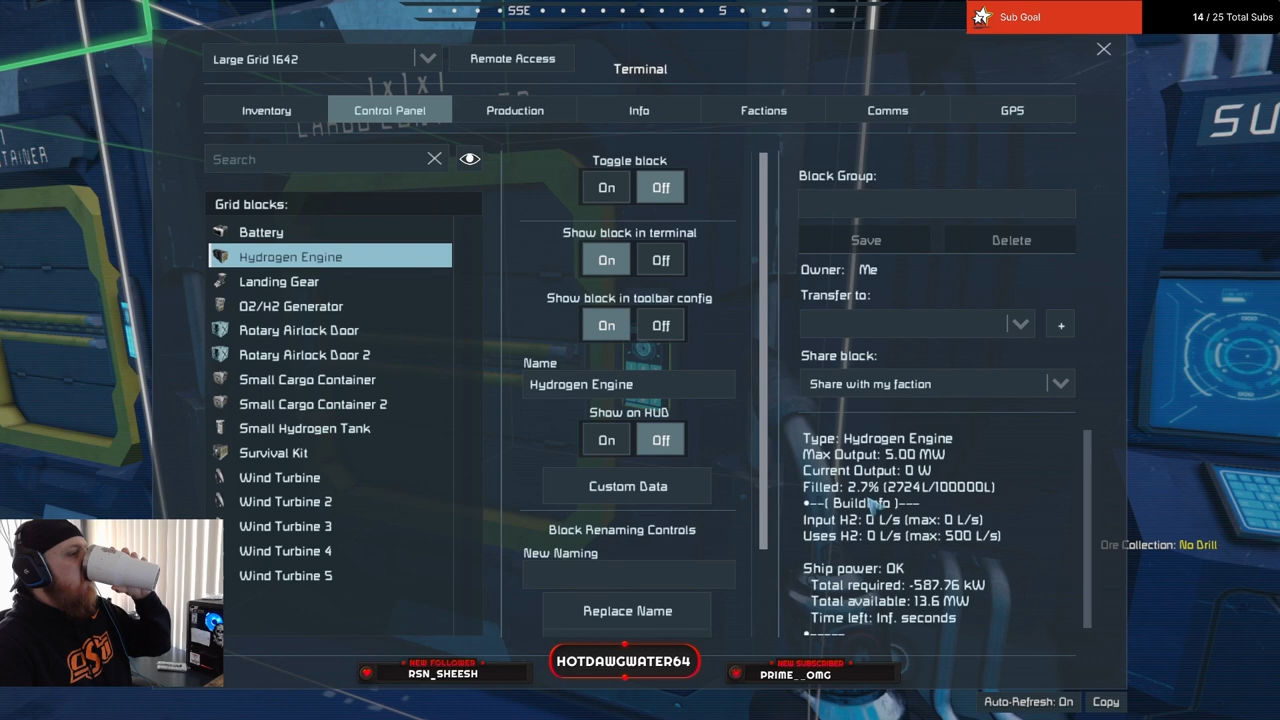 SSE
S
Sub Goal
14 / 25 Total Subs
Large Grid 1642
Remote Access
Terminal
Inventory
Control Panel
Production
Info
Factions
Comms
GPS
Search
Grid blocks:
Battery
Hydrogen Engine
Landing Gear
O2/H2 Generator
Rotary Airlock Door
Rotary Airlock Door 2
Small Cargo Container
Small Cargo Container 2
Small Hydrogen Tank
Survival Kit
Wind Turbine
Wind Turbine 2
Wind Turbine 3
Wind Turbine 4
Wind Turbine 5
Toggle block
On Off
Show block in terminal
On Off
Show block in toolbar config
On Off
Name
Hydrogen Engine
Show on HUD
On Off
Custom Data
Block Renaming Controls
New Naming
Replace Name
Block Group:
Save
Delete
Owner: Me
Transfer to:
+
Share block:
Share with my faction
Type: Hydrogen Engine
Max Output: 5.00 MW
Current Output: 0 W
Filled: 2.7% (2724L/100000L)
•--( BuildInfo )---
Input H2: 0 L/s (max: 0 L/s)
Uses H2: 0 L/s (max: 500 L/s)
Ship power: OK
Total required: -587.76 kW
Total available: 13.6 MW
Time left: Inf. seconds
•-----
Ore Collection: No Drill
Auto-Refresh: On
Copy
NEW FOLLOWER
RSN_SHEESH
HOTDAWGWATER64
NEW SUBSCRIBER
PRIME__OMG
SU